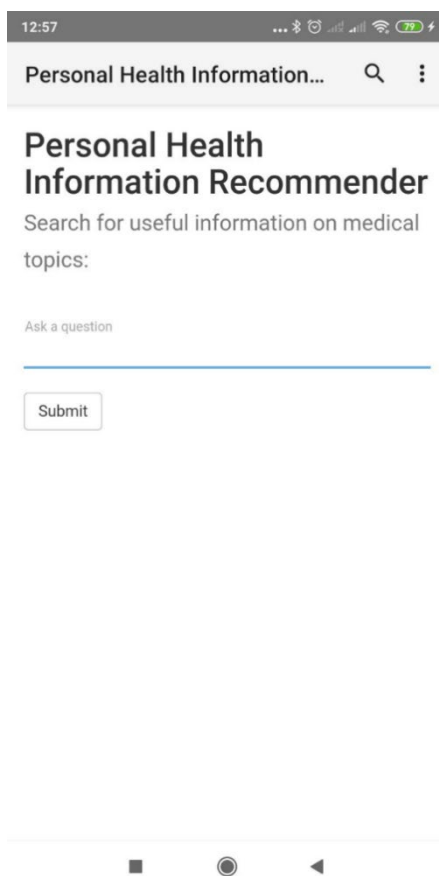 12:57
79
Personal Health Information...
Personal Health
Information Recommender
Search for useful information on medical
topics:
Ask a question
Submit